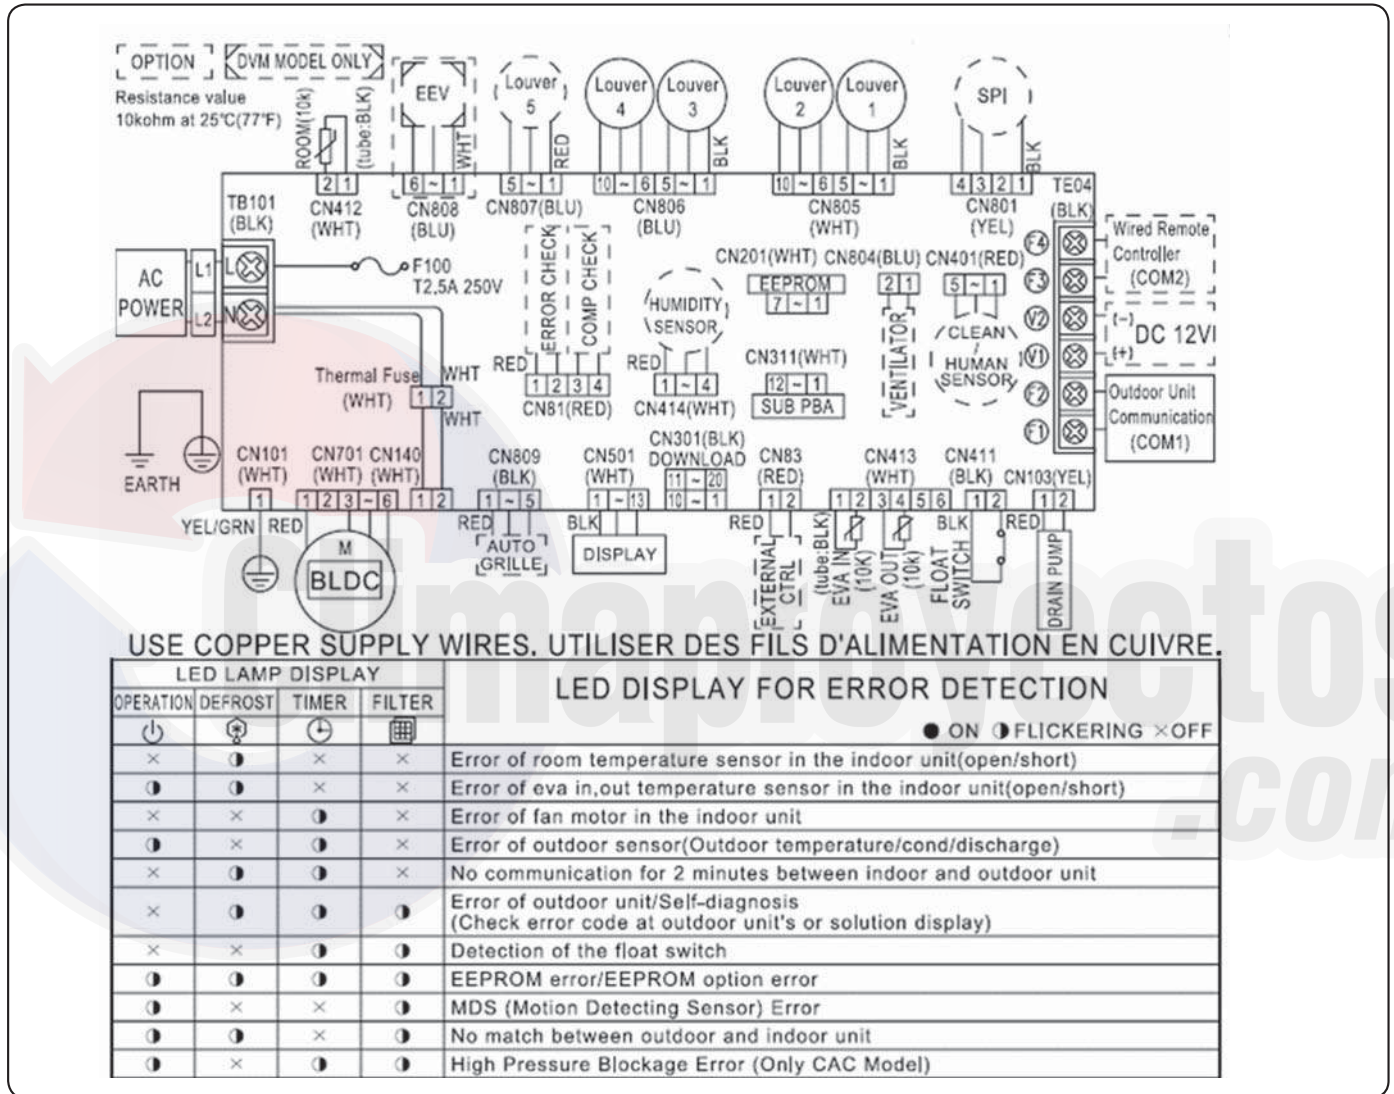 OPTION
DVM MODEL ONLY
Resistance value
10kohm at 25℃(77℉)
ROOM(10k)
(tube:BLK)
EEV
WHT
Louver
5
RED
Louver
4
Louver
3
BLK
Louver
2
Louver
1
BLK
SPI
BLK
2 1
6 ~ 1
5 ~ 1
10 ~ 6 5 ~ 1
10 ~ 6 5 ~ 1
4 3 2 1
TB101
(BLK)
CN412
(WHT)
CN808
(BLU)
CN807(BLU)
CN806
(BLU)
CN805
(WHT)
CN801
(YEL)
TE04
(BLK)
AC
POWER
L1
L2
L
N
F100
T2,5A 250V
ERROR CHECK
COMP CHECK
RED
1 2 3 4
CN81(RED)
HUMIDITY
SENSOR
RED
1 ~ 4
CN414(WHT)
CN201(WHT)
EEPROM
7 ~ 1
CN311(WHT)
12 ~ 1
SUB PBA
CN804(BLU)
2 1
VENTILATOR
CN401(RED)
5 ~ 1
CLEAN
/
HUMAN
SENSOR
F4
F3
V2
V1
F2
F1
Wired Remote
Controller
(COM2)
(-)
DC 12V
(+)
Outdoor Unit
Communication
(COM1)
Thermal Fuse
(WHT)
WHT
1 2
WHT
EARTH
CN101
(WHT)
CN701
(WHT)
CN140
(WHT)
CN809
(BLK)
CN501
(WHT)
CN301(BLK)
DOWNLOAD
11 ~ 20
10 ~ 1
CN83
(RED)
CN413
(WHT)
CN411
(BLK)
CN103(YEL)
1
1 2 3 ~ 6
1 2
1 ~ 5
1 ~ 13
1 2
1 2 3 4 5 6
1 2
1 2
YEL/GRN
RED
M
BLDC
RED
AUTO
GRILLE
BLK
DISPLAY
RED
EXTERNAL
CTRL
(tube:BLK)
EVA IN
(10K)
EVA OUT
(10k)
FLOAT
SWITCH
BLK
RED
DRAIN PUMP
USE COPPER SUPPLY WIRES. UTILISER DES FILS D'ALIMENTATION EN CUIVRE.
LED LAMP DISPLAY
OPERATION DEFROST TIMER FILTER
LED DISPLAY FOR ERROR DETECTION
● ON ◑ FLICKERING × OFF
× ◑ × × Error of room temperature sensor in the indoor unit(open/short)
◑ ◑ × × Error of eva in,out temperature sensor in the indoor unit(open/short)
× × ◑ × Error of fan motor in the indoor unit
◑ × ◑ × Error of outdoor sensor(Outdoor temperature/cond/discharge)
× ◑ ◑ × No communication for 2 minutes between indoor and outdoor unit
× ◑ ◑ ◑ Error of outdoor unit/Self-diagnosis
(Check error code at outdoor unit's or solution display)
× × ◑ ◑ Detection of the float switch
◑ ◑ ◑ ◑ EEPROM error/EEPROM option error
◑ × × ◑ MDS (Motion Detecting Sensor) Error
◑ ◑ × ◑ No match between outdoor and indoor unit
◑ × ◑ ◑ High Pressure Blockage Error (Only CAC Model)
Climaproyectos
.com